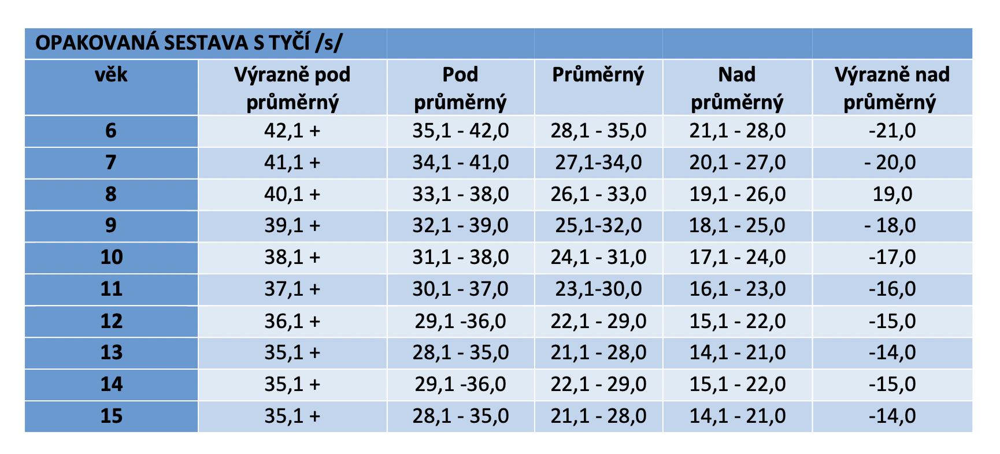 OPAKOVANÁ SESTAVA S TYČÍ /s/
věk Výrazně pod průměrný Pod průměrný Průměrný Nad průměrný Výrazně nad průměrný
6 42,1 + 35,1 - 42,0 28,1 - 35,0 21,1 - 28,0 -21,0
7 41,1 + 34,1 - 41,0 27,1-34,0 20,1 - 27,0 - 20,0
8 40,1 + 33,1 - 38,0 26,1 - 33,0 19,1 - 26,0 19,0
9 39,1 + 32,1 - 39,0 25,1-32,0 18,1 - 25,0 - 18,0
10 38,1 + 31,1 - 38,0 24,1 - 31,0 17,1 - 24,0 -17,0
11 37,1 + 30,1 - 37,0 23,1-30,0 16,1 - 23,0 -16,0
12 36,1 + 29,1 -36,0 22,1 - 29,0 15,1 - 22,0 -15,0
13 35,1 + 28,1 - 35,0 21,1 - 28,0 14,1 - 21,0 -14,0
14 35,1 + 29,1 -36,0 22,1 - 29,0 15,1 - 22,0 -15,0
15 35,1 + 28,1 - 35,0 21,1 - 28,0 14,1 - 21,0 -14,0